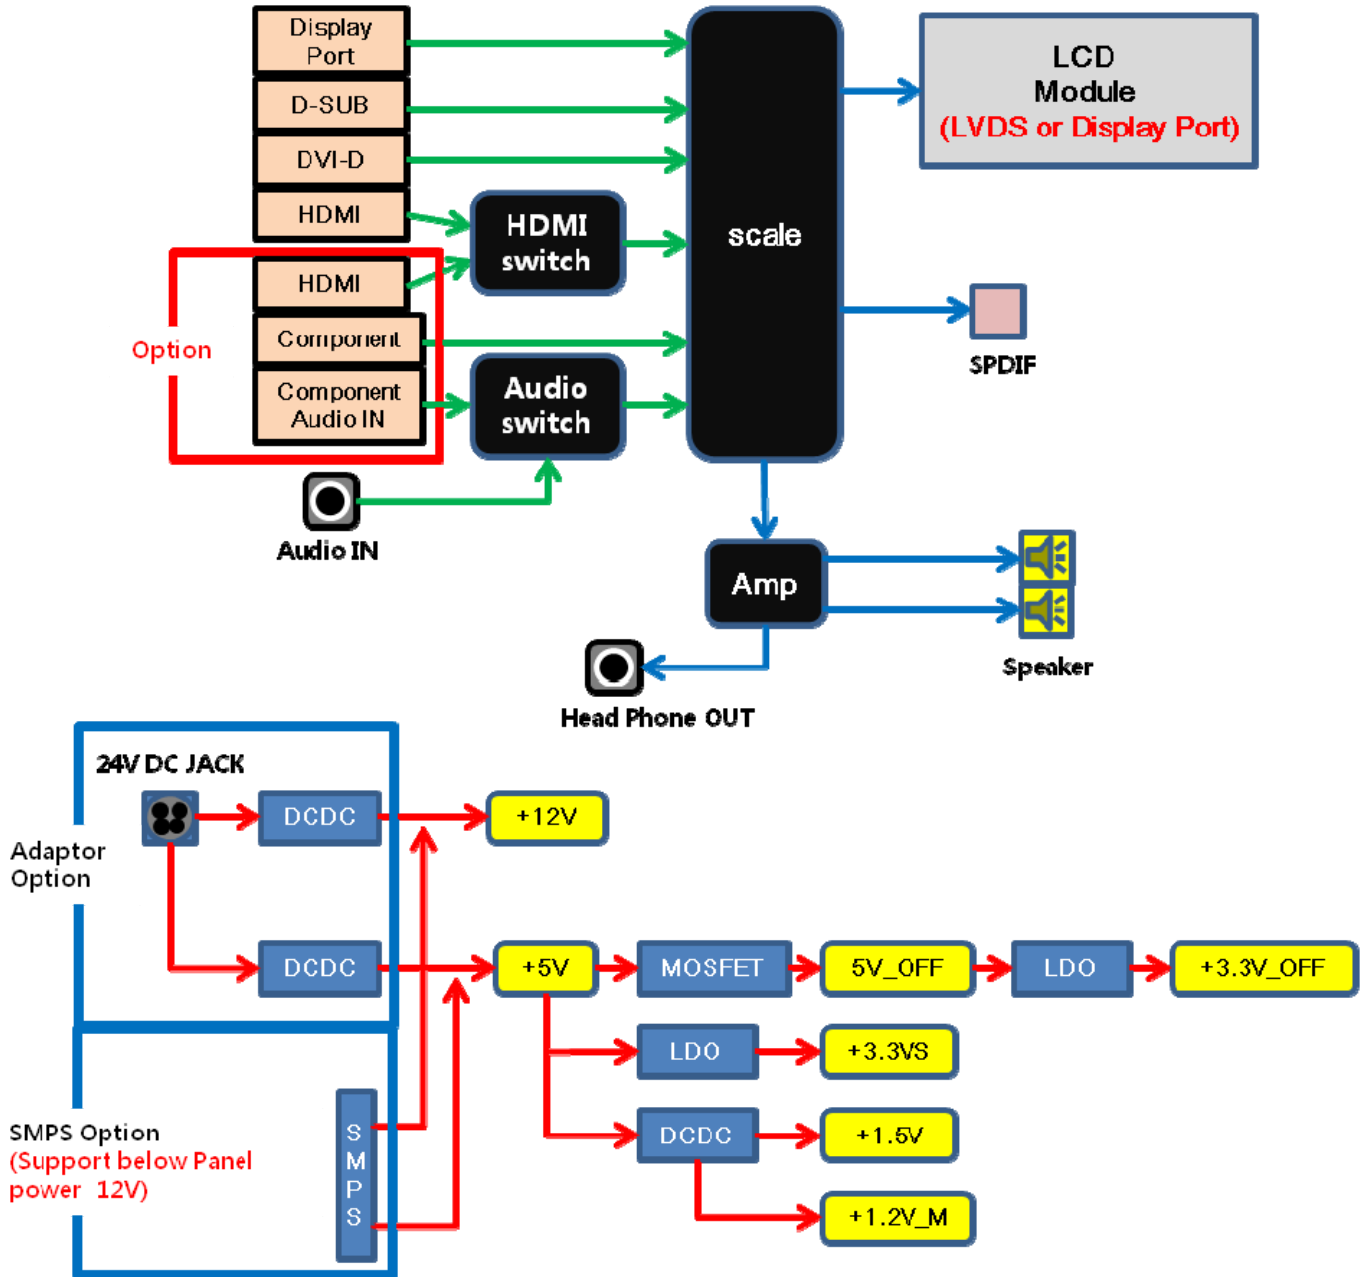 Display
Port
D-SUB
DVI-D
HDMI
HDMI
Component
Component
Audio IN
Option
HDMI
switch
Audio
switch
scale
LCD
Module
(LVDS or Display Port)
SPDIF
Audio IN
Amp
Speaker
Head Phone OUT
24V DC JACK
DCDC
+12V
Adaptor
Option
DCDC
+5V
MOSFET
5V_OFF
LDO
+3.3V_OFF
LDO
+3.3VS
DCDC
+1.5V
+1.2V_M
SMPS Option
(Support below Panel
power 12V)
S
M
P
S